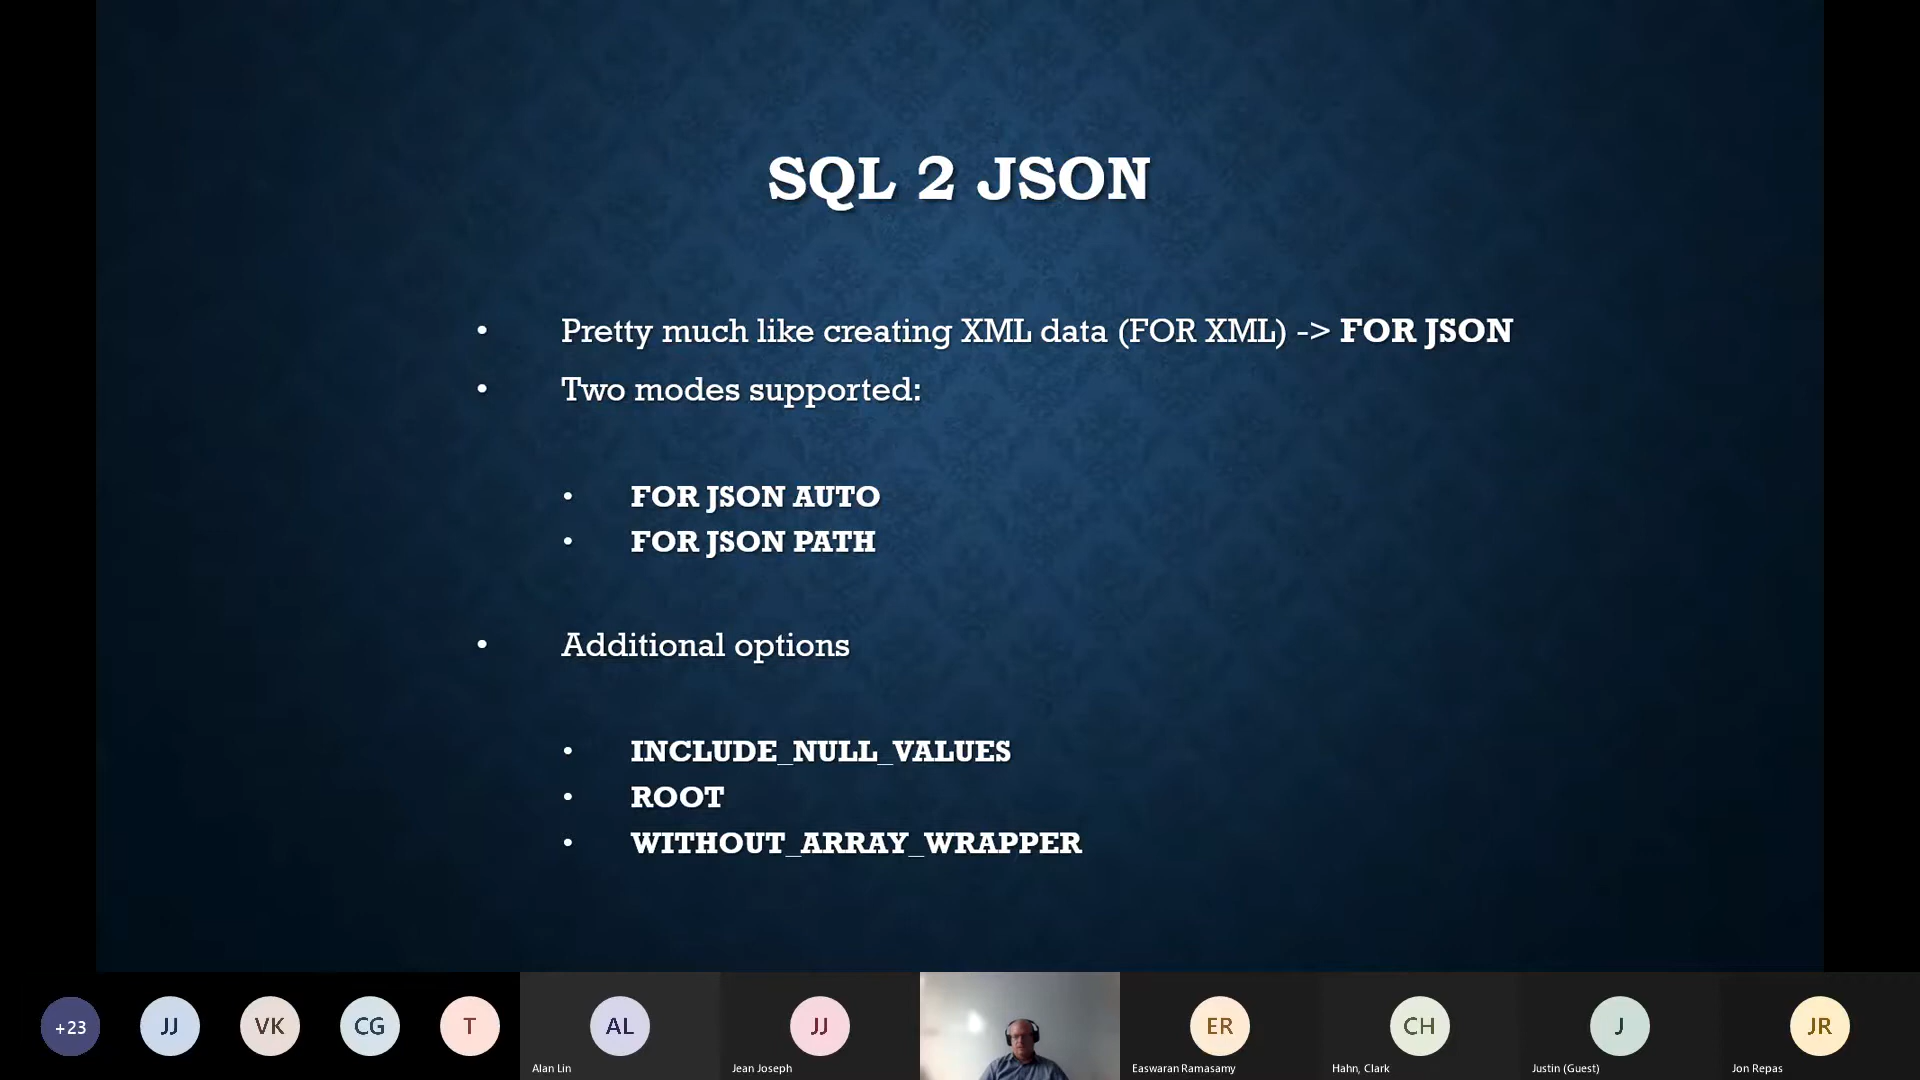 SQL 2 JSON
• Pretty much like creating XML data (FOR XML) -> FOR JSON
• Two modes supported:
• FOR JSON AUTO
• FOR JSON PATH
• Additional options
• INCLUDE_NULL_VALUES
• ROOT
• WITHOUT_ARRAY_WRAPPER
+23
JJ
VK
CG
T
AL
Alan Lin
JJ
Jean Joseph
ER
Easwaran Ramasamy
CH
Hahn, Clark
J
Justin (Guest)
JR
Jon Repas